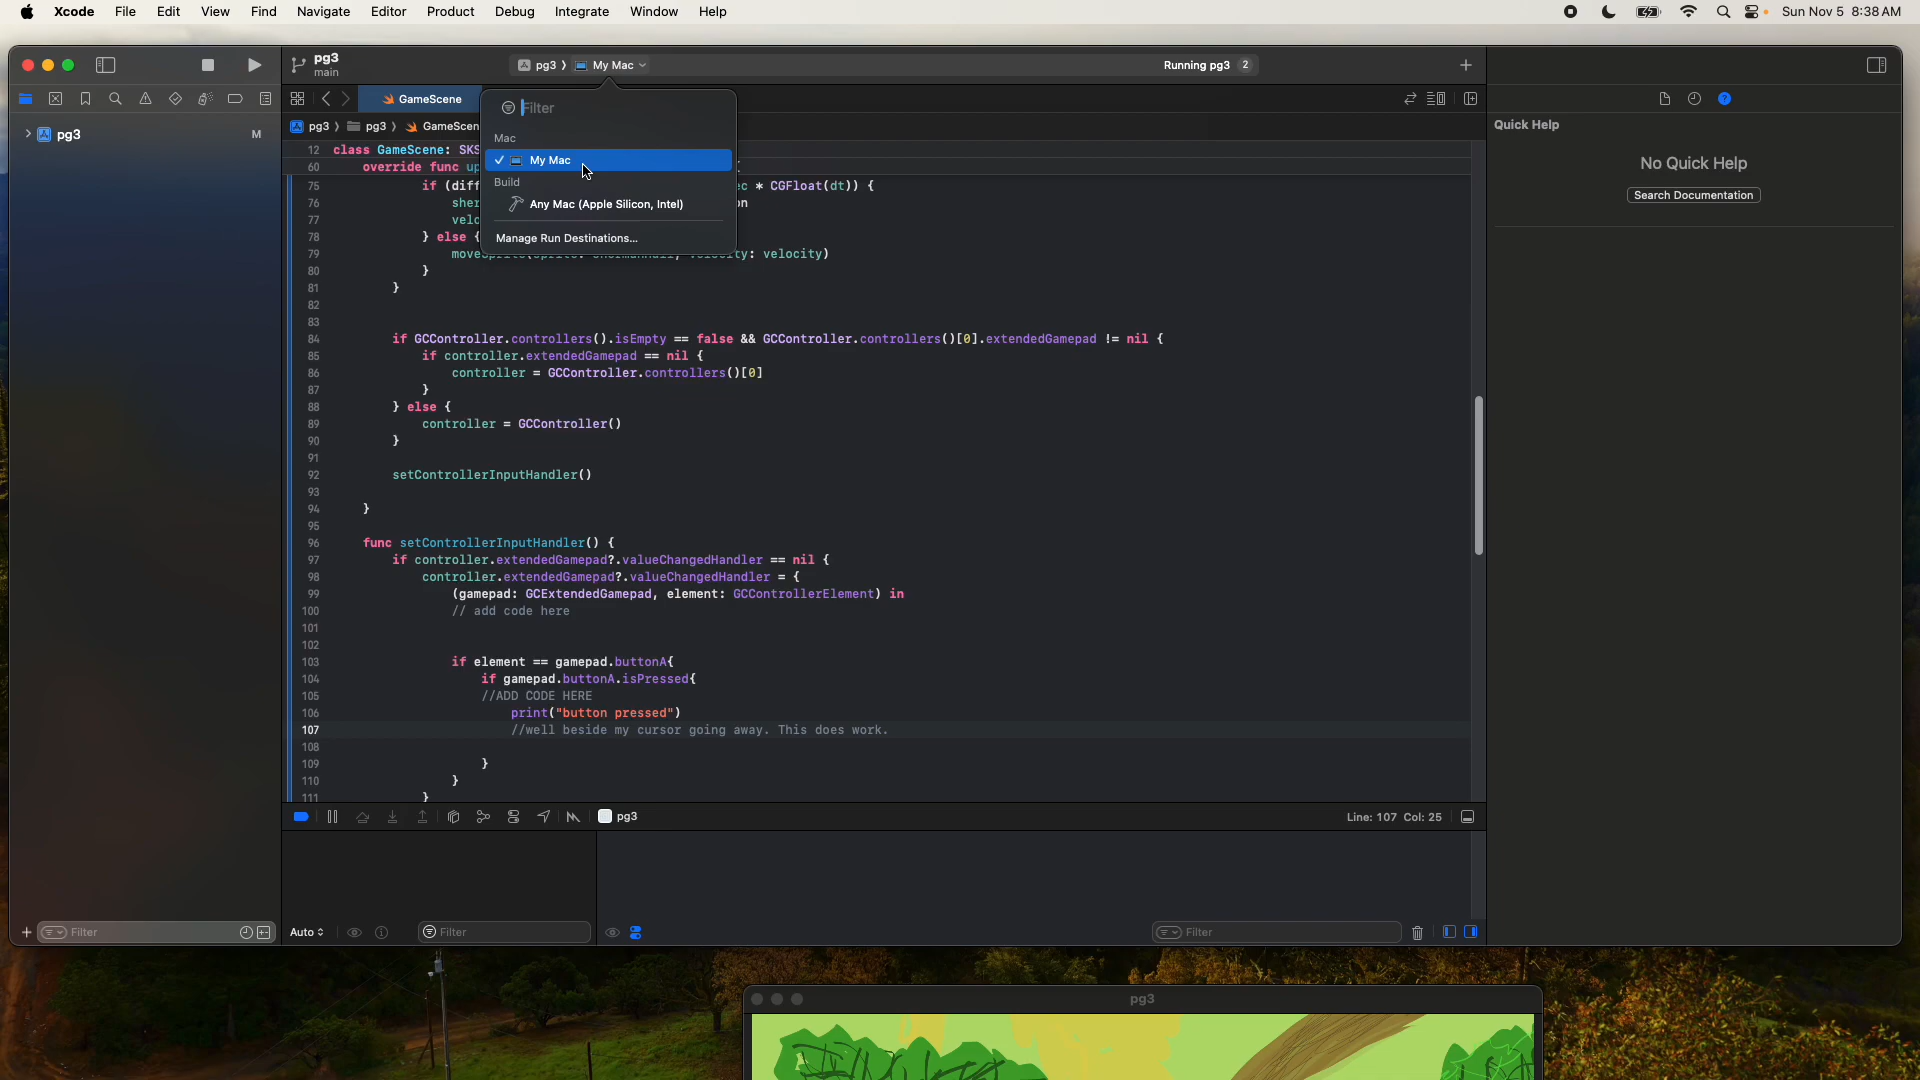 Xcode File Edit View Find Navigate Editor Product Debug Integrate Window Help
Sun Nov 5 8:38 AM
pg3
main
pg3 ⟩ My Mac
Running pg3 2
GameScene
pg3 ⟩ pg3 ⟩ GameScen
pg3 M
Filter
Mac
✓ My Mac
Build
Any Mac (Apple Silicon, Intel)
Manage Run Destinations...
12 class GameScene: SKS
60 override func up
75 if (diff ec * CGFloat(dt)) {
76 sher on
77 velo
78 } else {
79 velocity: velocity)
80 }
81 }
82
83
84 if GCController.controllers().isEmpty == false && GCController.controllers()[0].extendedGamepad != nil {
85 if controller.extendedGamepad == nil {
86 controller = GCController.controllers()[0]
87 }
88 } else {
89 controller = GCController()
90 }
91
92 setControllerInputHandler()
93
94 }
95
96 func setControllerInputHandler() {
97 if controller.extendedGamepad?.valueChangedHandler == nil {
98 controller.extendedGamepad?.valueChangedHandler = {
99 (gamepad: GCExtendedGamepad, element: GCControllerElement) in
100 // add code here
101
102
103 if element == gamepad.buttonA{
104 if gamepad.buttonA.isPressed{
105 //ADD CODE HERE
106 print("button pressed")
107 //well beside my cursor going away. This does work.
108
109 }
110 }
111 }
Quick Help
No Quick Help
Search Documentation
pg3
Line: 107 Col: 25
Filter
Auto
Filter
Filter
pg3